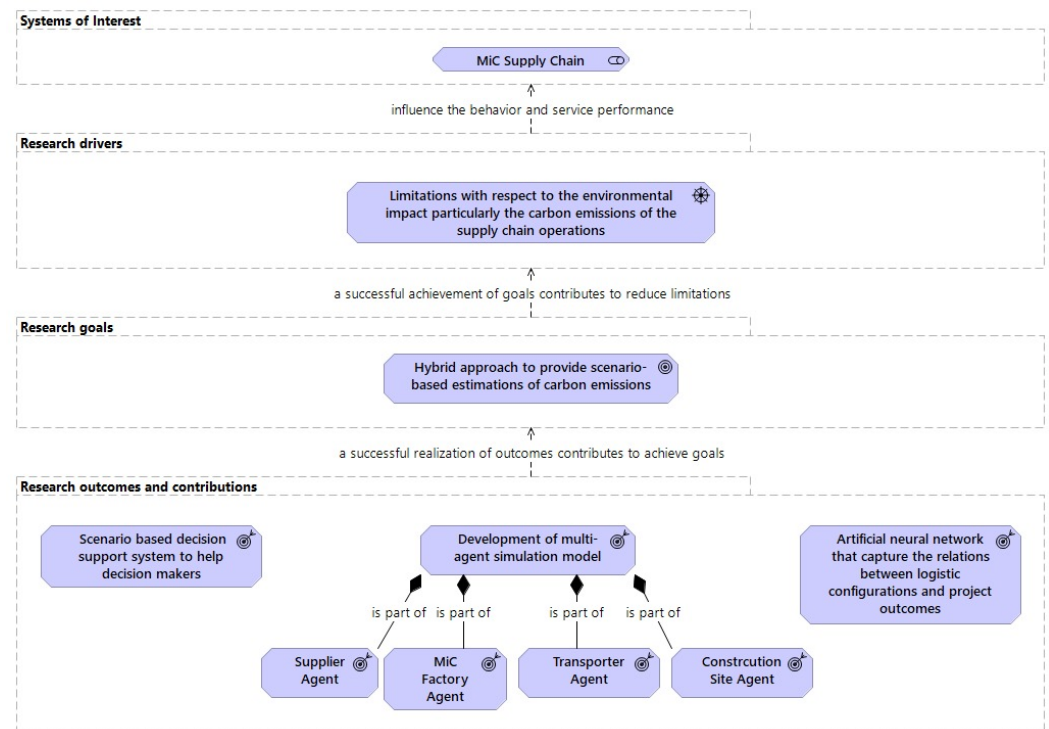 Systems of Interest
MiC Supply Chain
influence the behavior and service performance
Research drivers
Limitations with respect to the environmental
impact particularly the carbon emissions of the
supply chain operations
a successful achievement of goals contributes to reduce limitations
Research goals
Hybrid approach to provide scenario-
based estimations of carbon emissions
a successful realization of outcomes contributes to achieve goals
Research outcomes and contributions
Scenario based decision
support system to help
decision makers
Development of multi-
agent simulation model
Artificial neural network
that capture the relations
between logistic
configurations and project
outcomes
is part of
is part of
is part of
is part of
Supplier
Agent
MiC
Factory
Agent
Transporter
Agent
Constrcution
Site Agent